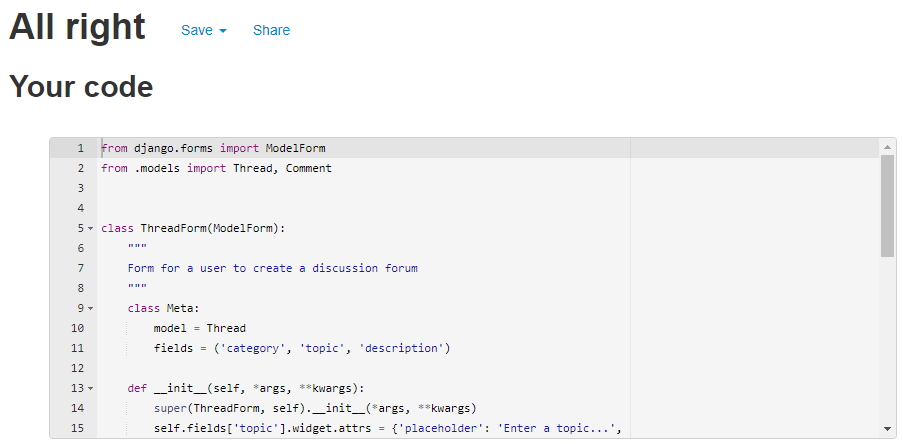 All right Save Share
Your code
1 from django.forms import ModelForm
2 from .models import Thread, Comment
3
4
5 class ThreadForm(ModelForm):
6     """
7     Form for a user to create a discussion forum
8     """
9     class Meta:
10         model = Thread
11         fields = ('category', 'topic', 'description')
12
13     def __init__(self, *args, **kwargs):
14         super(ThreadForm, self).__init__(*args, **kwargs)
15         self.fields['topic'].widget.attrs = {'placeholder': 'Enter a topic...',